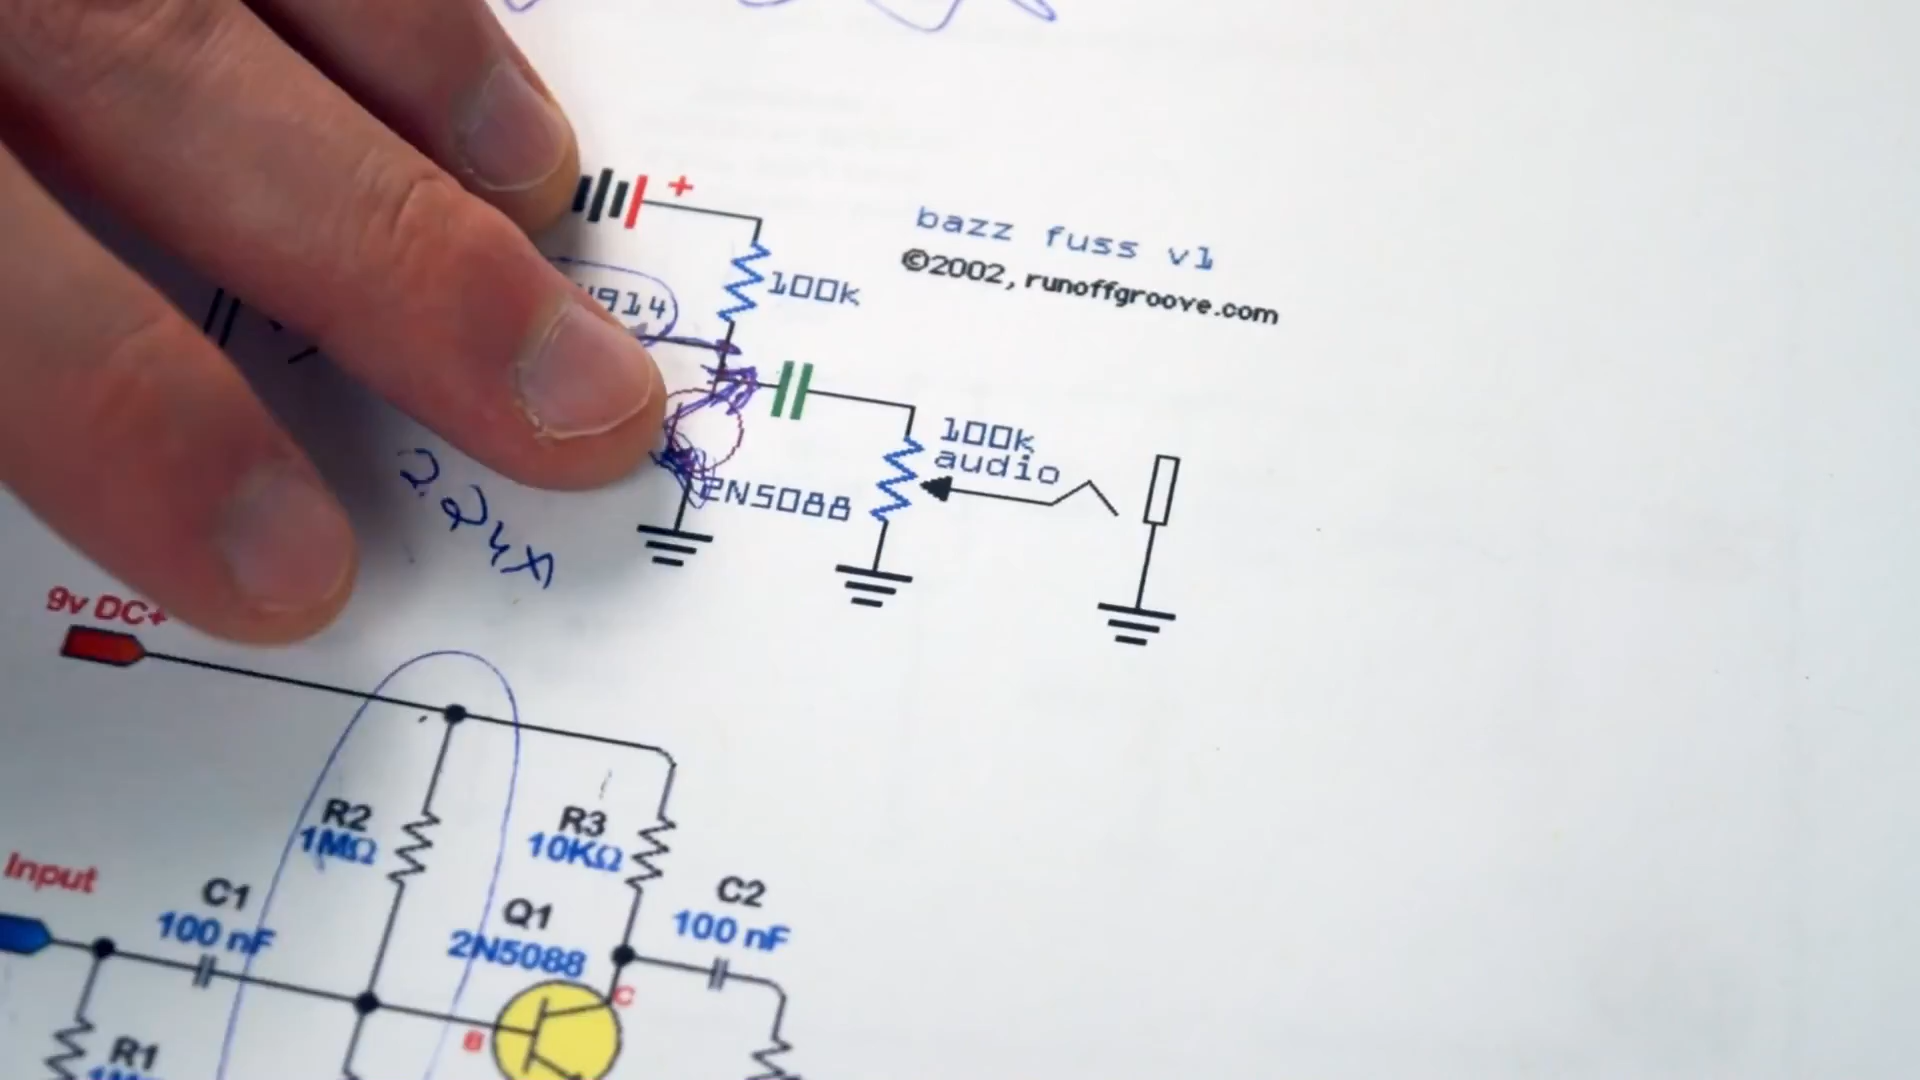 +
bazz fuss v1
©2002, runoffgroove.com
100k
914
100k
audio
2N5088
9v DC+
R2
1MΩ
R3
10KΩ
Input
C1
100 nF
Q1
2N5088
C2
100 nF
C
B
R1